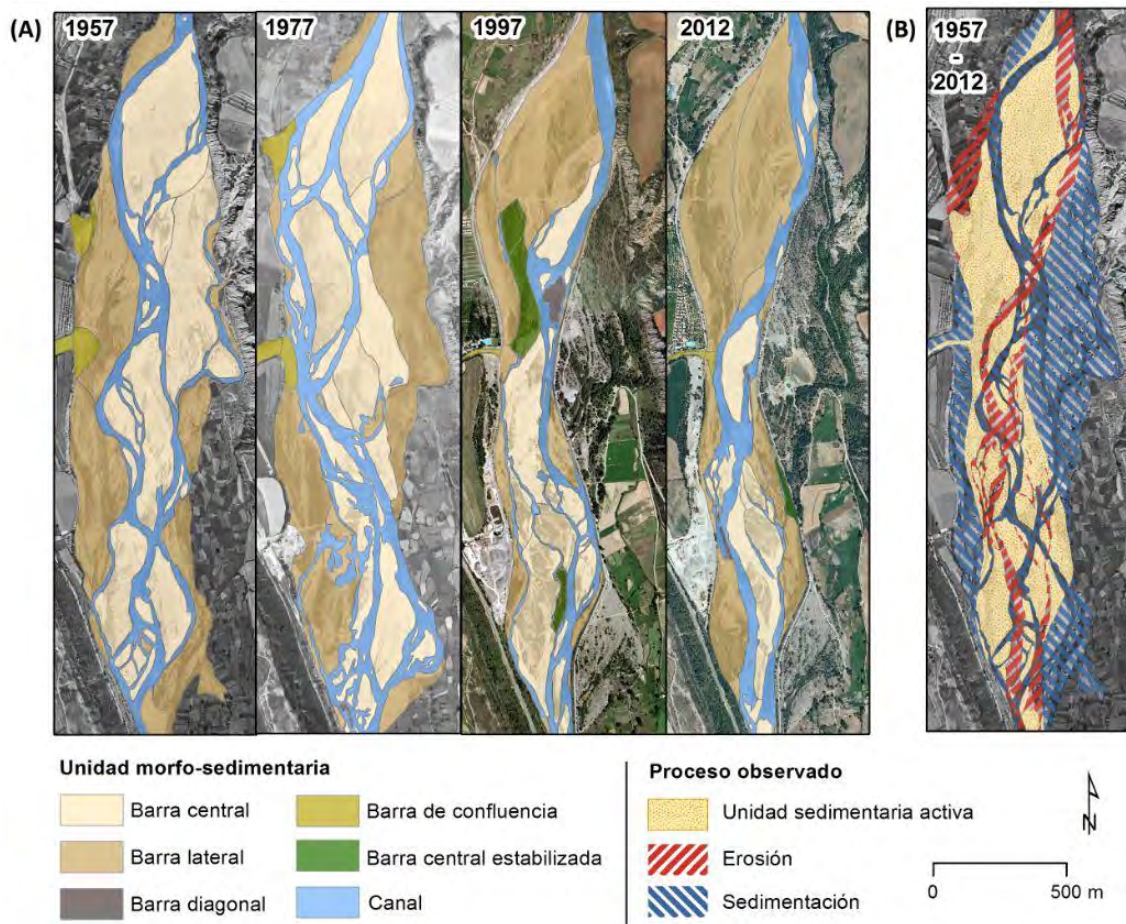 (A) 1957 1977 1997 2012 (B) 1957 - 2012
Unidad morfo-sedimentaria
Barra central
Barra lateral
Barra diagonal
Barra de confluencia
Barra central estabilizada
Canal
Proceso observado
Unidad sedimentaria activa
Erosión
Sedimentación
N
0 500 m